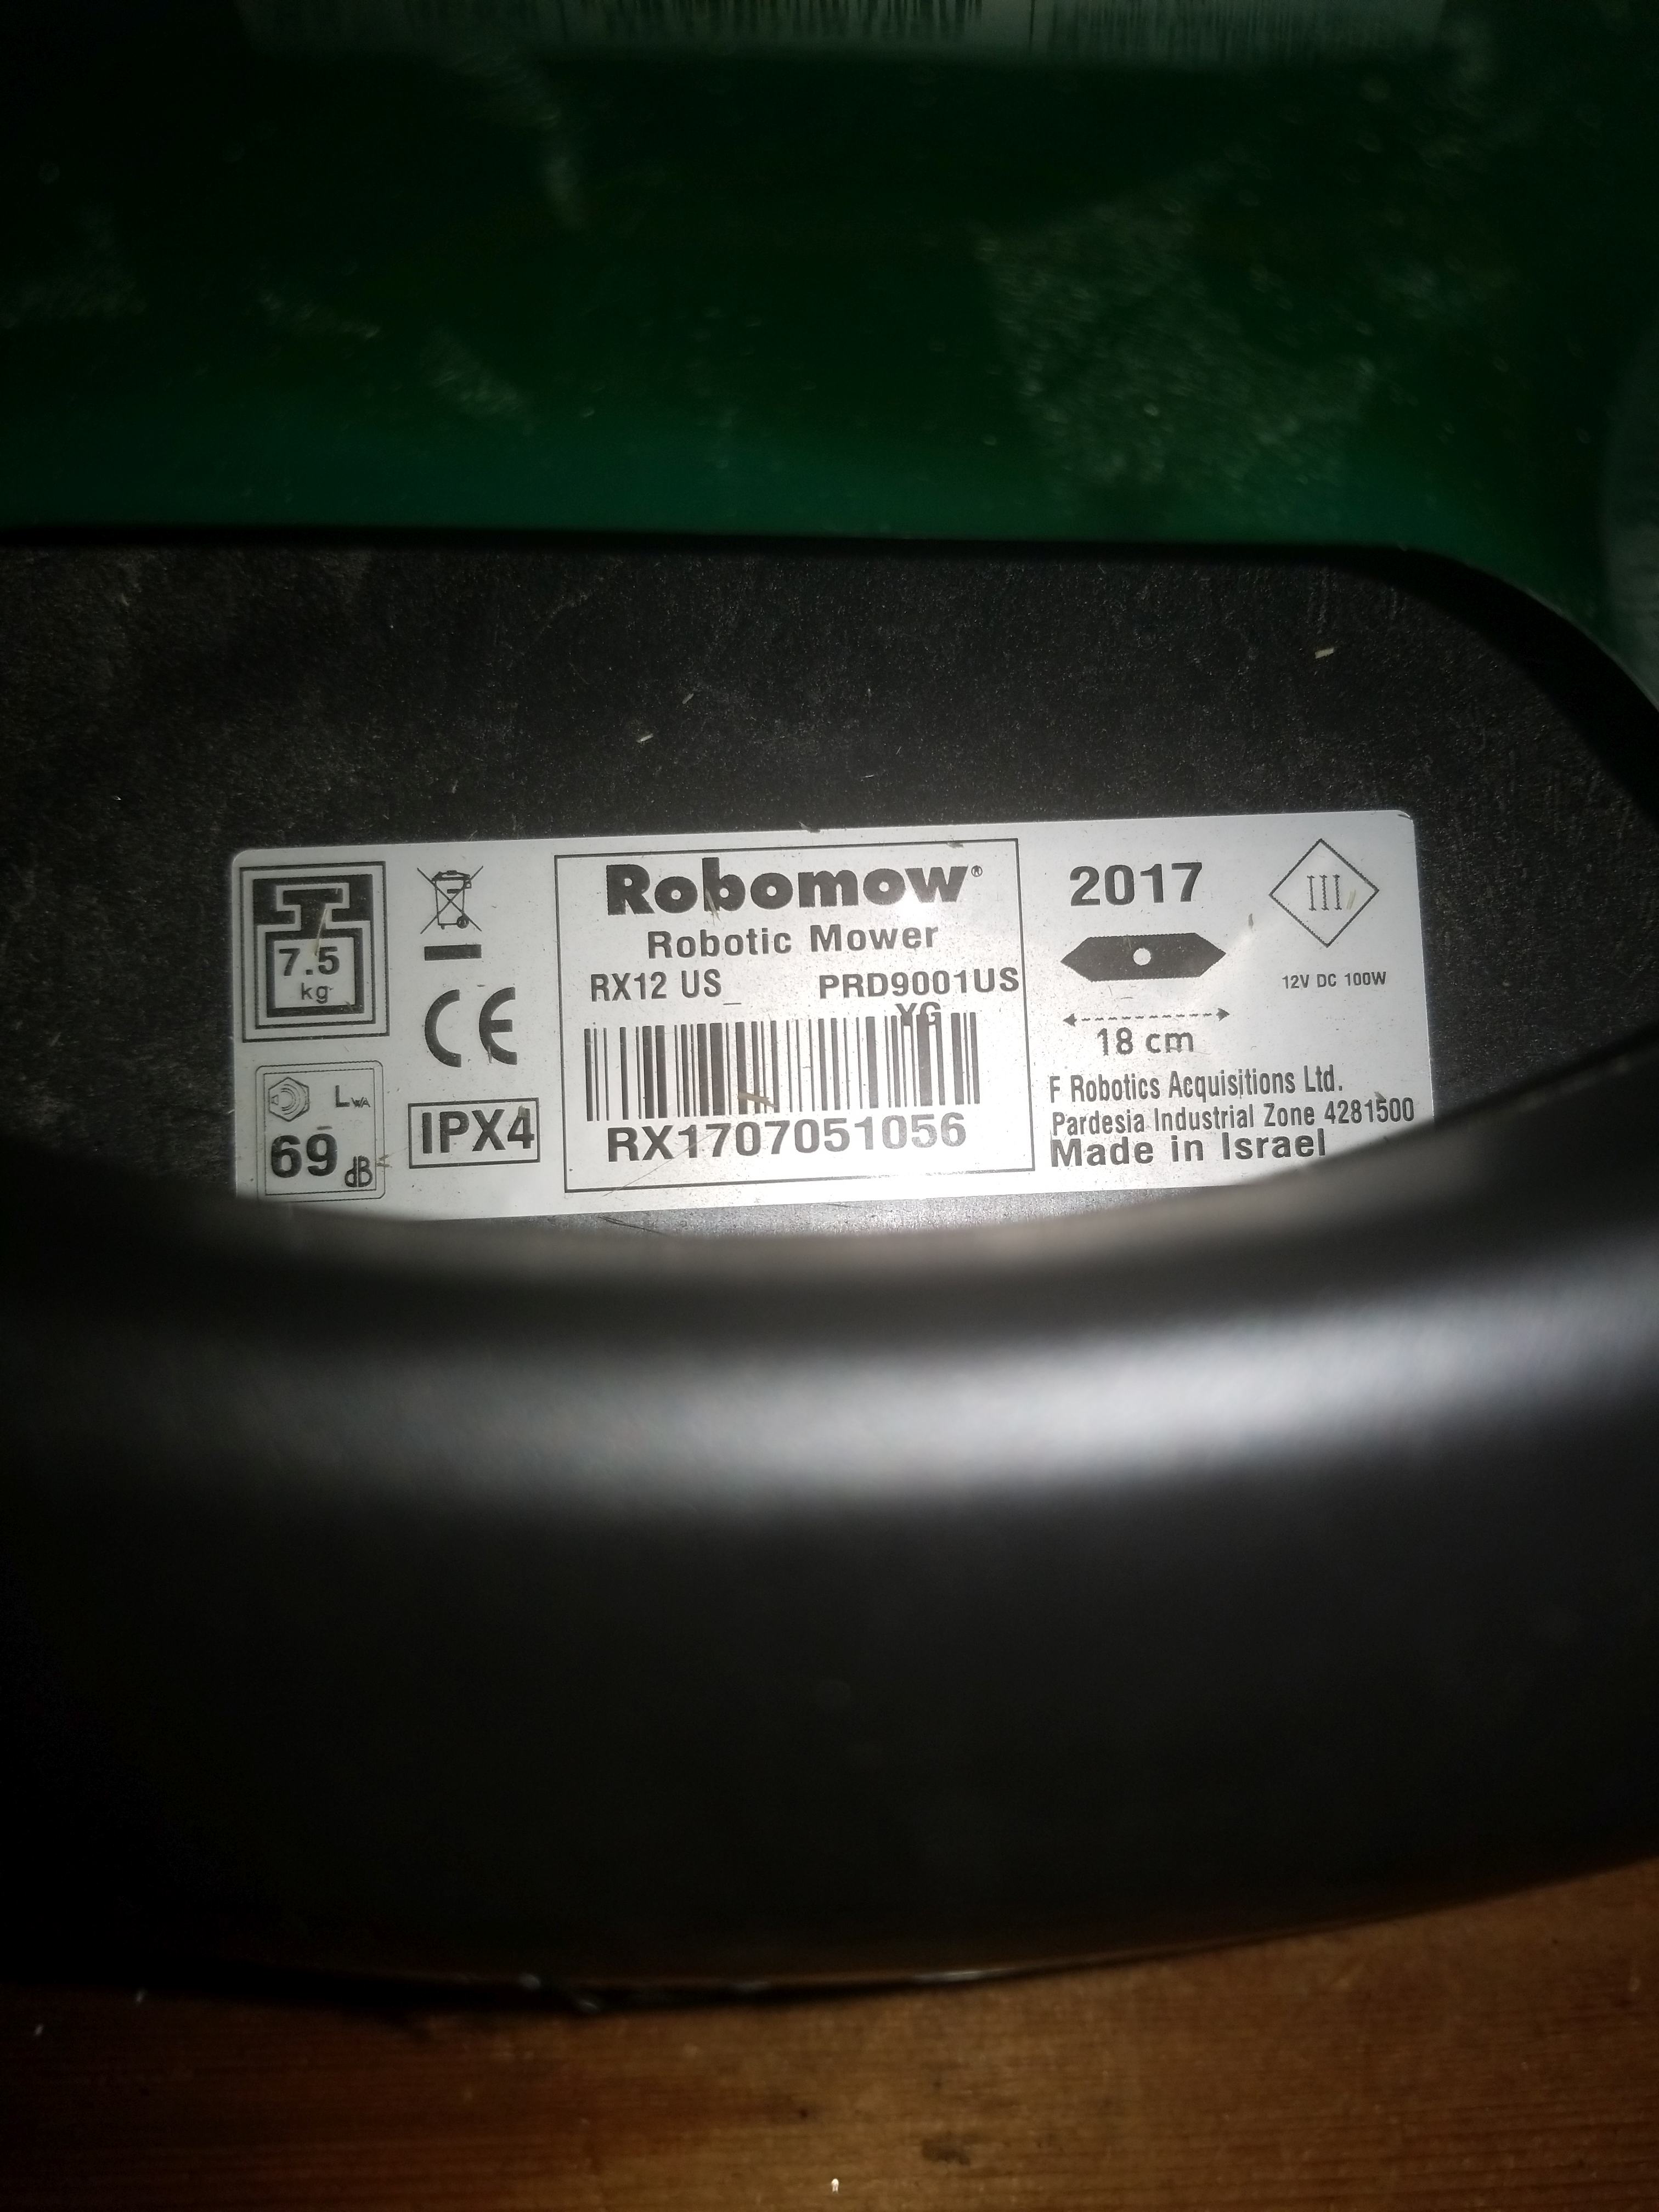 7.5
kg
LWA
69 dB
CE
IPX4
Robomow®
Robotic Mower
RX12 US_ PRD9001US
YG
RX1707051056
2017
III
12V DC 100W
18 cm
F Robotics Acquisitions Ltd.
Pardesia Industrial Zone 4281500
Made in Israel